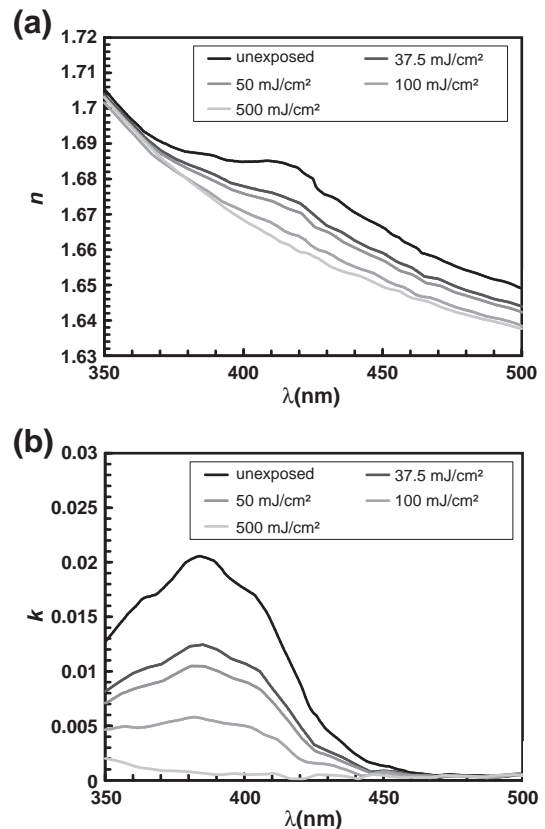 (a)
1.72
1.71
1.7
1.69
1.68
1.67
1.66
1.65
1.64
1.63
n
unexposed 37.5 mJ/cm²
50 mJ/cm² 100 mJ/cm²
500 mJ/cm²
350 400 450 500
λ(nm)
(b)
0.03
0.025
0.02
0.015
0.01
0.005
0
k
unexposed 37.5 mJ/cm²
50 mJ/cm² 100 mJ/cm²
500 mJ/cm²
350 400 450 500
λ(nm)